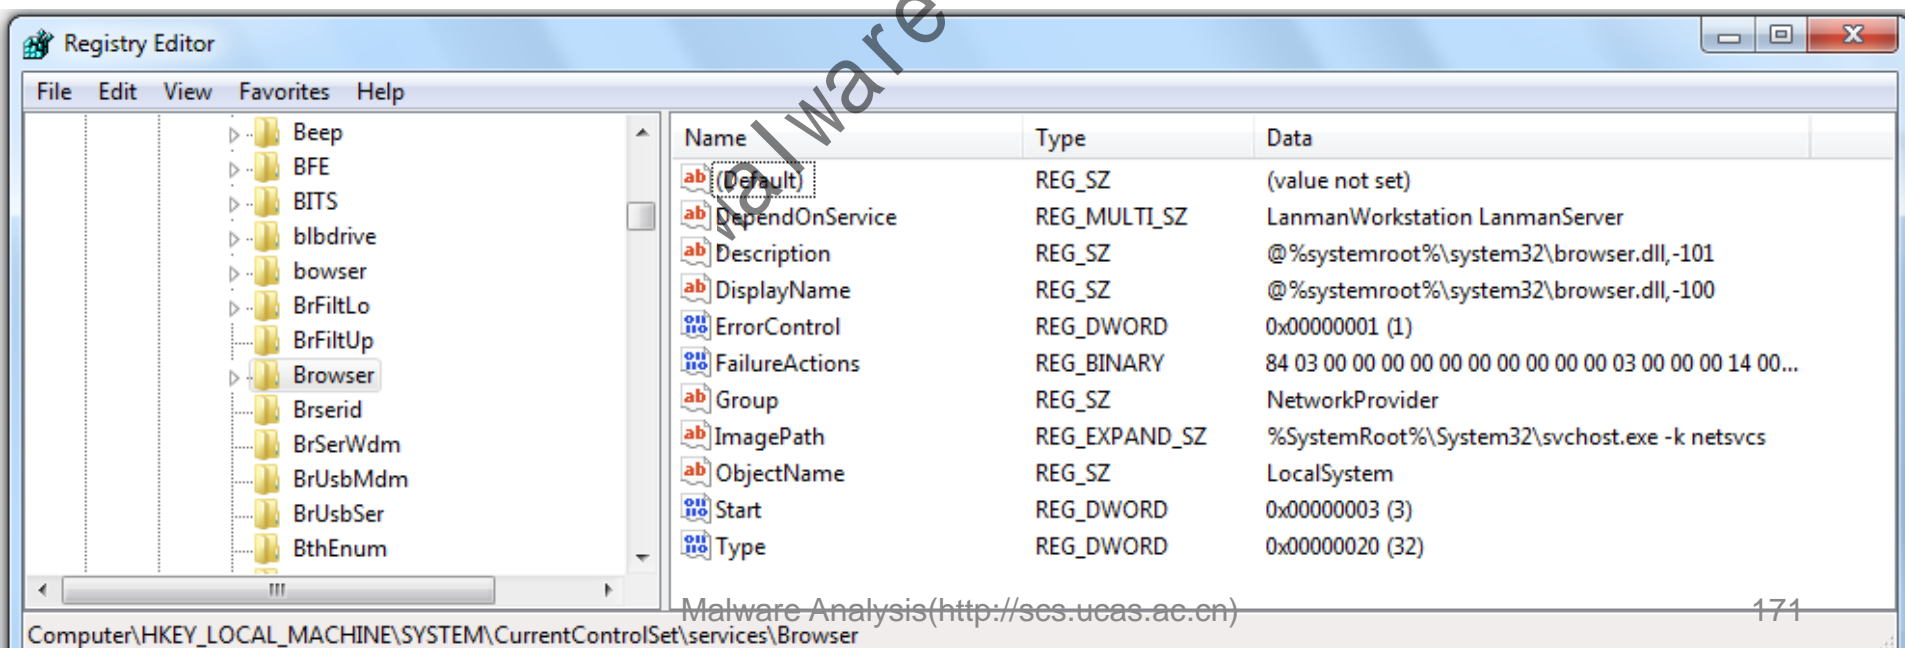 Registry Editor
File Edit View Favorites Help
Beep
BFE
BITS
blbdrive
bowser
BrFiltLo
BrFiltUp
Browser
Brserid
BrSerWdm
BrUsbMdm
BrUsbSer
BthEnum
Name Type Data
(Default) REG_SZ (value not set)
DependOnService REG_MULTI_SZ LanmanWorkstation LanmanServer
Description REG_SZ @%systemroot%\system32\browser.dll,-101
DisplayName REG_SZ @%systemroot%\system32\browser.dll,-100
ErrorControl REG_DWORD 0x00000001 (1)
FailureActions REG_BINARY 84 03 00 00 00 00 00 00 00 00 00 00 03 00 00 00 14 00...
Group REG_SZ NetworkProvider
ImagePath REG_EXPAND_SZ %SystemRoot%\System32\svchost.exe -k netsvcs
ObjectName REG_SZ LocalSystem
Start REG_DWORD 0x00000003 (3)
Type REG_DWORD 0x00000020 (32)
malware
Malware Analysis(http://scs.ucas.ac.cn) 171
Computer\HKEY_LOCAL_MACHINE\SYSTEM\CurrentControlSet\services\Browser